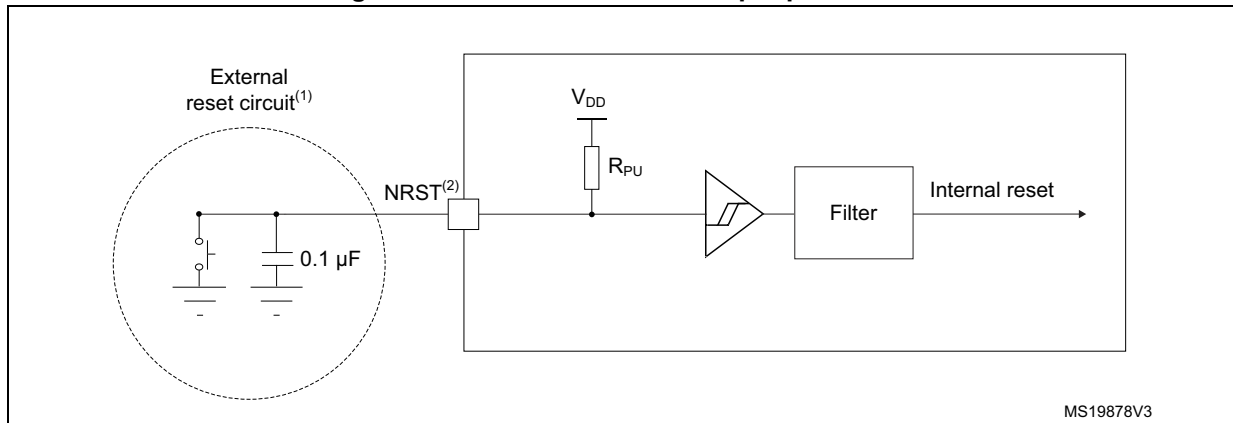 External
reset circuit(1)
VDD
RPU
NRST(2)
Filter
Internal reset
0.1 µF
MS19878V3